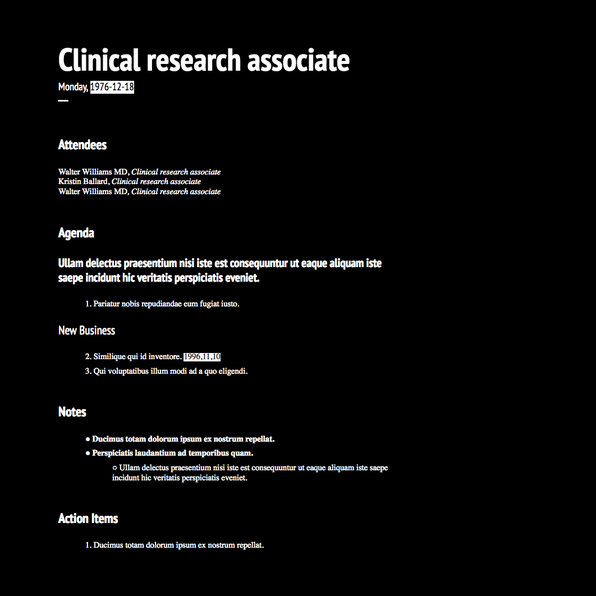 Clinical research associate
Monday, 1976-12-18
Attendees
Walter Williams MD, Clinical research associate
Kristin Ballard, Clinical research associate
Walter Williams MD, Clinical research associate
Agenda
Ullam delectus praesentium nisi iste est consequuntur ut eaque aliquam iste
saepe incidunt hic veritatis perspiciatis eveniet.
1. Pariatur nobis repudiandae eum fugiat iusto.
New Business
2. Similique qui id inventore. 1996.11.10
3. Qui voluptatibus illum modi ad a quo eligendi.
Notes
● Ducimus totam dolorum ipsum ex nostrum repellat.
● Perspiciatis laudantium ad temporibus quam.
○ Ullam delectus praesentium nisi iste est consequuntur ut eaque aliquam iste saepe
incidunt hic veritatis perspiciatis eveniet.
Action Items
1. Ducimus totam dolorum ipsum ex nostrum repellat.